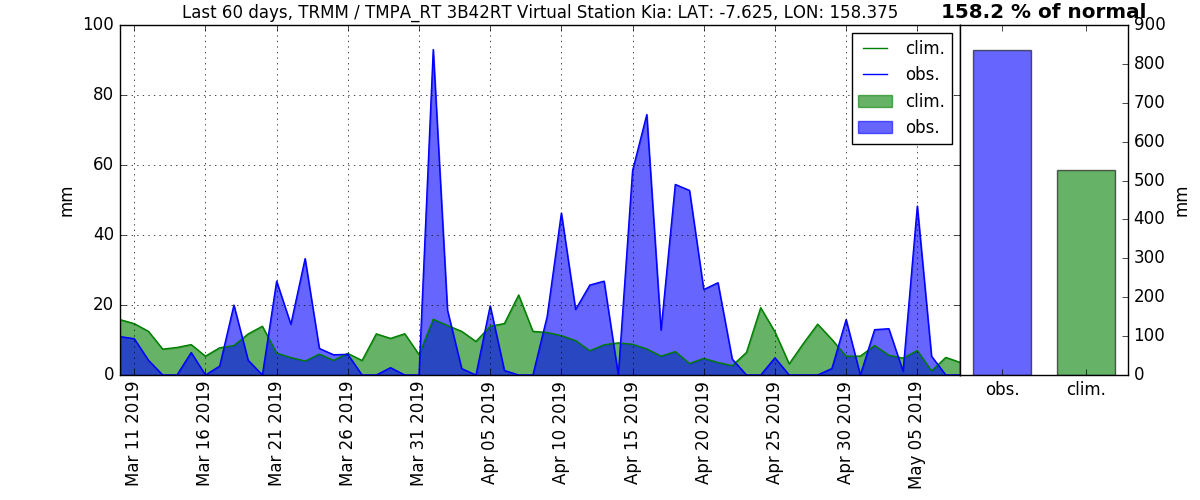 Last 60 days, TRMM / TMPA_RT 3B42RT Virtual Station Kia: LAT: -7.625, LON: 158.375
158.2 % of normal
100
80
60
40
20
0
mm
clim.
obs.
clim.
obs.
Mar 11 2019
Mar 16 2019
Mar 21 2019
Mar 26 2019
Mar 31 2019
Apr 05 2019
Apr 10 2019
Apr 15 2019
Apr 20 2019
Apr 25 2019
Apr 30 2019
May 05 2019
900
800
700
600
500
400
300
200
100
0
mm
obs.
clim.